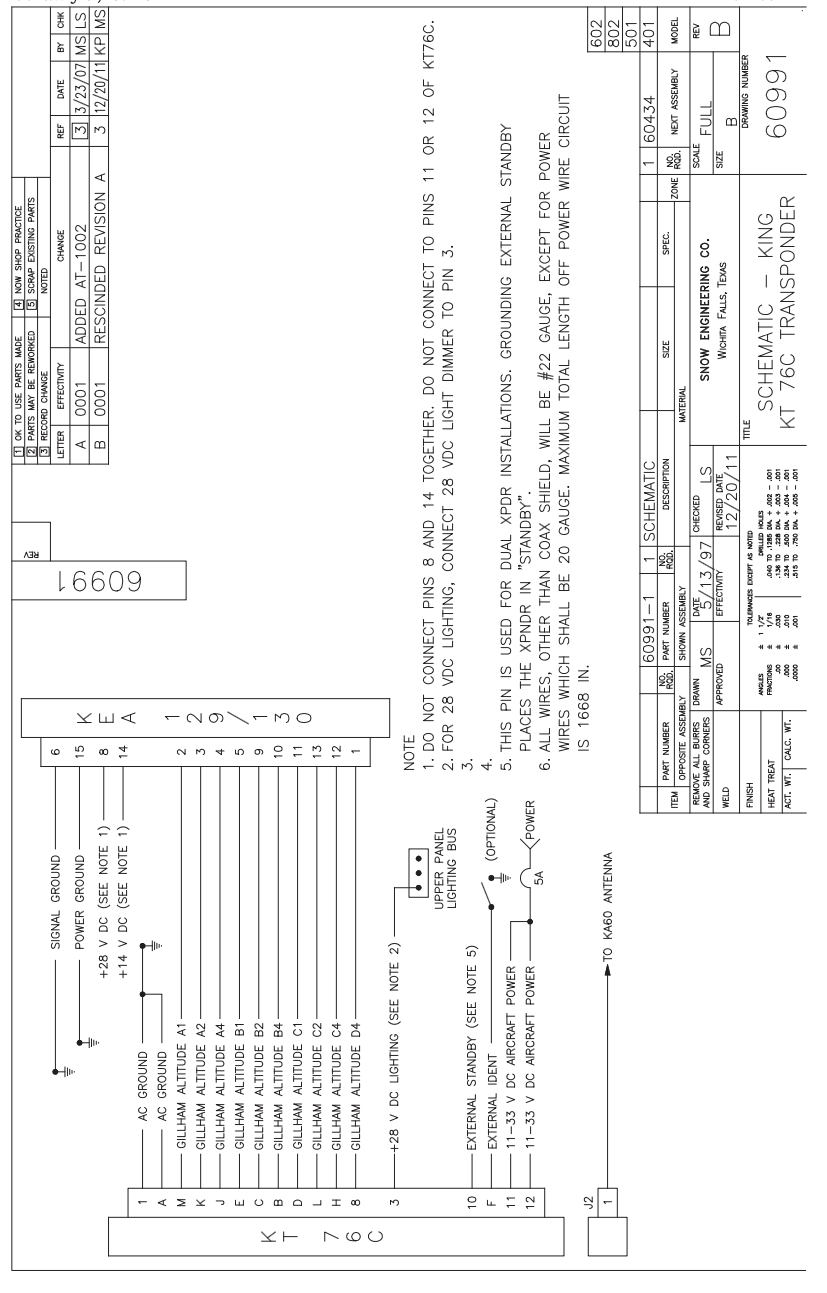 60991
REV
1 OK TO USE PARTS MADE 4 NOW SHOP PRACTICE
2 PARTS MAY BE REWORKED 5 SCRAP EXISTING PARTS
3 RECORD CHANGE NOTED
LETTER EFFECTIVITY CHANGE REF DATE BY CHK
A 0001 ADDED AT-1002 3 3/23/07 MS LS
B 0001 RESCINDED REVISION A 3 12/20/11 KP MS
KT 76C
KEA 129/130
SIGNAL GROUND 6
POWER GROUND 15
+28 V DC (SEE NOTE 1) 8
+14 V DC (SEE NOTE 1) 14
1 AC GROUND
A AC GROUND
M GILLHAM ALTITUDE A1 2
K GILLHAM ALTITUDE A2 3
J GILLHAM ALTITUDE A4 4
E GILLHAM ALTITUDE B1 5
C GILLHAM ALTITUDE B2 9
B GILLHAM ALTITUDE B4 10
D GILLHAM ALTITUDE C1 11
L GILLHAM ALTITUDE C2 13
H GILLHAM ALTITUDE C4 12
8 GILLHAM ALTITUDE D4 1
3 +28 V DC LIGHTING (SEE NOTE 2)
UPPER PANEL
LIGHTING BUS
10 EXTERNAL STANDBY (SEE NOTE 5)
F EXTERNAL IDENT (OPTIONAL)
11 11-33 V DC AIRCRAFT POWER
12 11-33 V DC AIRCRAFT POWER
5A
POWER
J2
1 TO KA60 ANTENNA
NOTE
1. DO NOT CONNECT PINS 8 AND 14 TOGETHER. DO NOT CONNECT TO PINS 11 OR 12 OF KT76C.
2. FOR 28 VDC LIGHTING, CONNECT 28 VDC LIGHT DIMMER TO PIN 3.
3.
4.
5. THIS PIN IS USED FOR DUAL XPDR INSTALLATIONS. GROUNDING EXTERNAL STANDBY
PLACES THE XPNDR IN "STANDBY".
6. ALL WIRES, OTHER THAN COAX SHIELD, WILL BE #22 GAUGE, EXCEPT FOR POWER
WIRES WHICH SHALL BE 20 GAUGE. MAXIMUM TOTAL LENGTH OFF POWER WIRE CIRCUIT
IS 1668 IN.
602
802
501
60991-1 1 SCHEMATIC 1 60434 401
ITEM PART NUMBER NO. RQD. PART NUMBER NO. RQD. DESCRIPTION SIZE SPEC. ZONE NO. RQD. NEXT ASSEMBLY MODEL
OPPOSITE ASSEMBLY SHOWN ASSEMBLY MATERIAL
REMOVE ALL BURRS
AND SHARP CORNERS
DRAWN MS DATE 5/13/97 CHECKED LS
WELD APPROVED EFFECTIVITY REVISED DATE 12/20/11
SNOW ENGINEERING CO.
WICHITA FALLS, TEXAS
SCALE FULL REV B
SIZE B
FINISH
HEAT TREAT
ACT. WT. CALC. WT.
TOLERANCES EXCEPT AS NOTED
ANGLES ± 1 1/2° DRILLED HOLES
FRACTIONS ± 1/16 .040 TO .1285 DIA. + .002 - .001
.00 ± .030 .136 TO .228 DIA. + .003 - .001
.000 ± .010 .234 TO .500 DIA. + .004 - .001
.0000 ± .001 .515 TO .750 DIA. + .005 - .001
TITLE
SCHEMATIC - KING
KT 76C TRANSPONDER
DRAWING NUMBER
60991